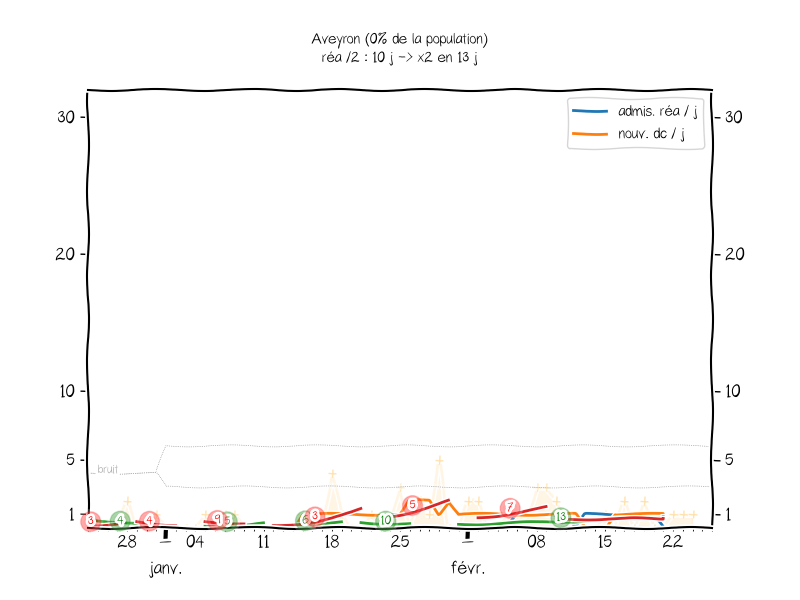 Aveyron (0% de la population)
réa /2 : 10 j -> x2 en 13 j
admis. réa / j
nouv. dc / j
30 30
20 20
10 10
5 5
bruit
1 1
3 4 4 9 5 6 3 10 5 7 13
28 04 11 18 25 08 15 22
janv. févr.